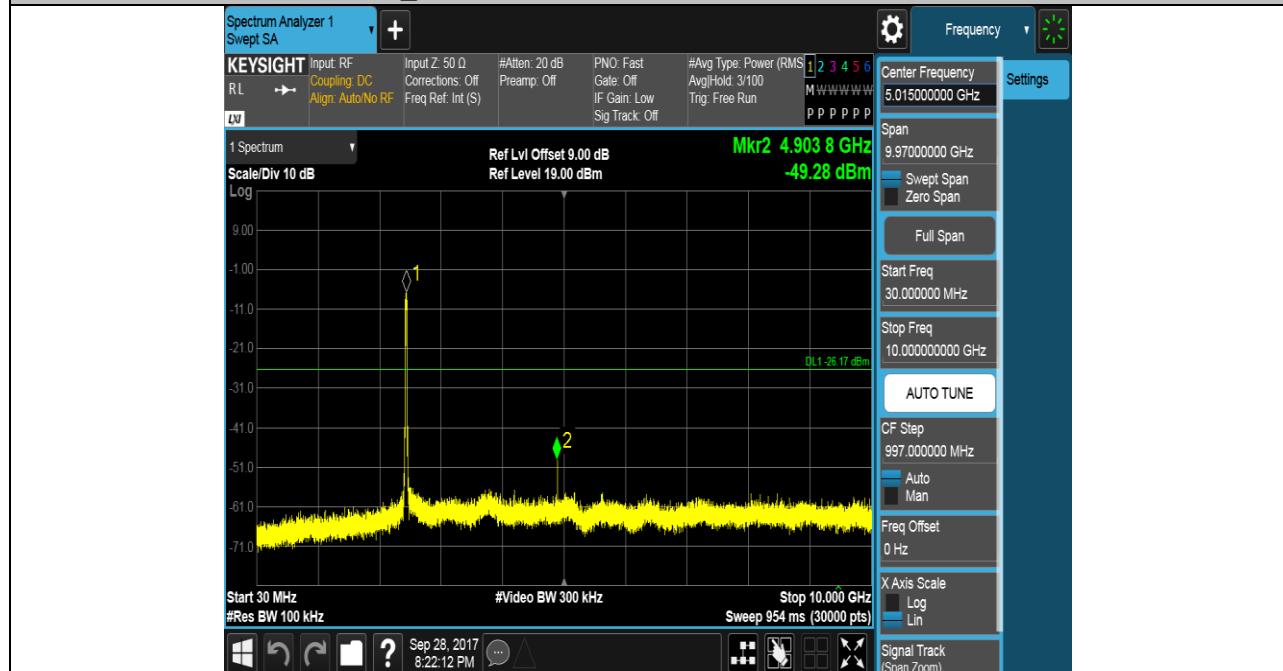 Spectrum Analyzer 1
Swept SA
+
Frequency
KEYSIGHT
RL
LXI
Input: RF
Coupling: DC
Align: Auto/No RF
Input Z: 50 Ω
Corrections: Off
Freq Ref: Int (S)
#Atten: 20 dB
Preamp: Off
PNO: Fast
Gate: Off
IF Gain: Low
Sig Track: Off
#Avg Type: Power (RMS
Avg|Hold: 3/100
Trig: Free Run
1 2 3 4 5 6
M W W W W W
P P P P P P
1 Spectrum
Scale/Div 10 dB
Ref Lvl Offset 9.00 dB
Ref Level 19.00 dBm
Mkr2 4.903 8 GHz
-49.28 dBm
Log
9.00
-1.00
-11.0
-21.0
-31.0
-41.0
-51.0
-61.0
-71.0
1
2
DL1 -26.17 dBm
Start 30 MHz
#Res BW 100 kHz
#Video BW 300 kHz
Stop 10.000 GHz
Sweep 954 ms (30000 pts)
Center Frequency
5.015000000 GHz
Settings
Span
9.97000000 GHz
Swept Span
Zero Span
Full Span
Start Freq
30.000000 MHz
Stop Freq
10.000000000 GHz
AUTO TUNE
CF Step
997.000000 MHz
Auto
Man
Freq Offset
0 Hz
X Axis Scale
Log
Lin
Signal Track
(Span Zoom)
?
Sep 28, 2017
8:22:12 PM